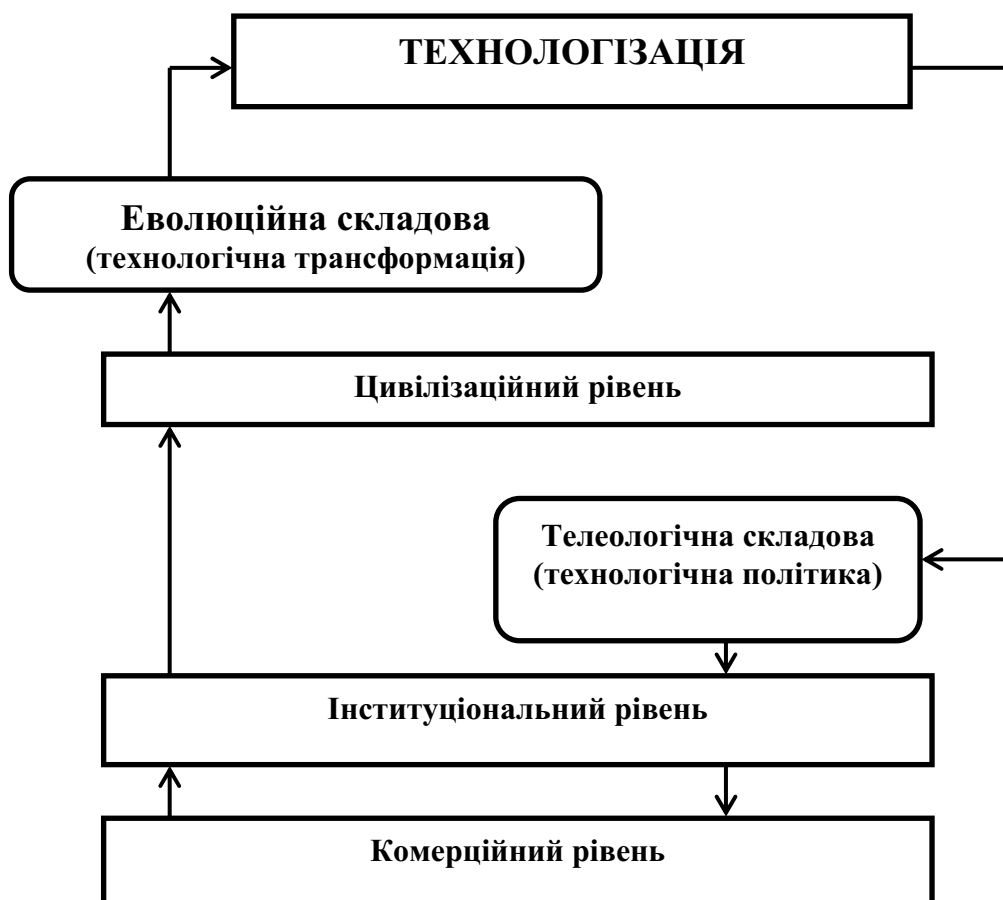 ТЕХНОЛОГІЗАЦІЯ
Еволюційна складова
(технологічна трансформація)
Цивілізаційний рівень
Телеологічна складова
(технологічна політика)
Інституціональний рівень
Комерційний рівень